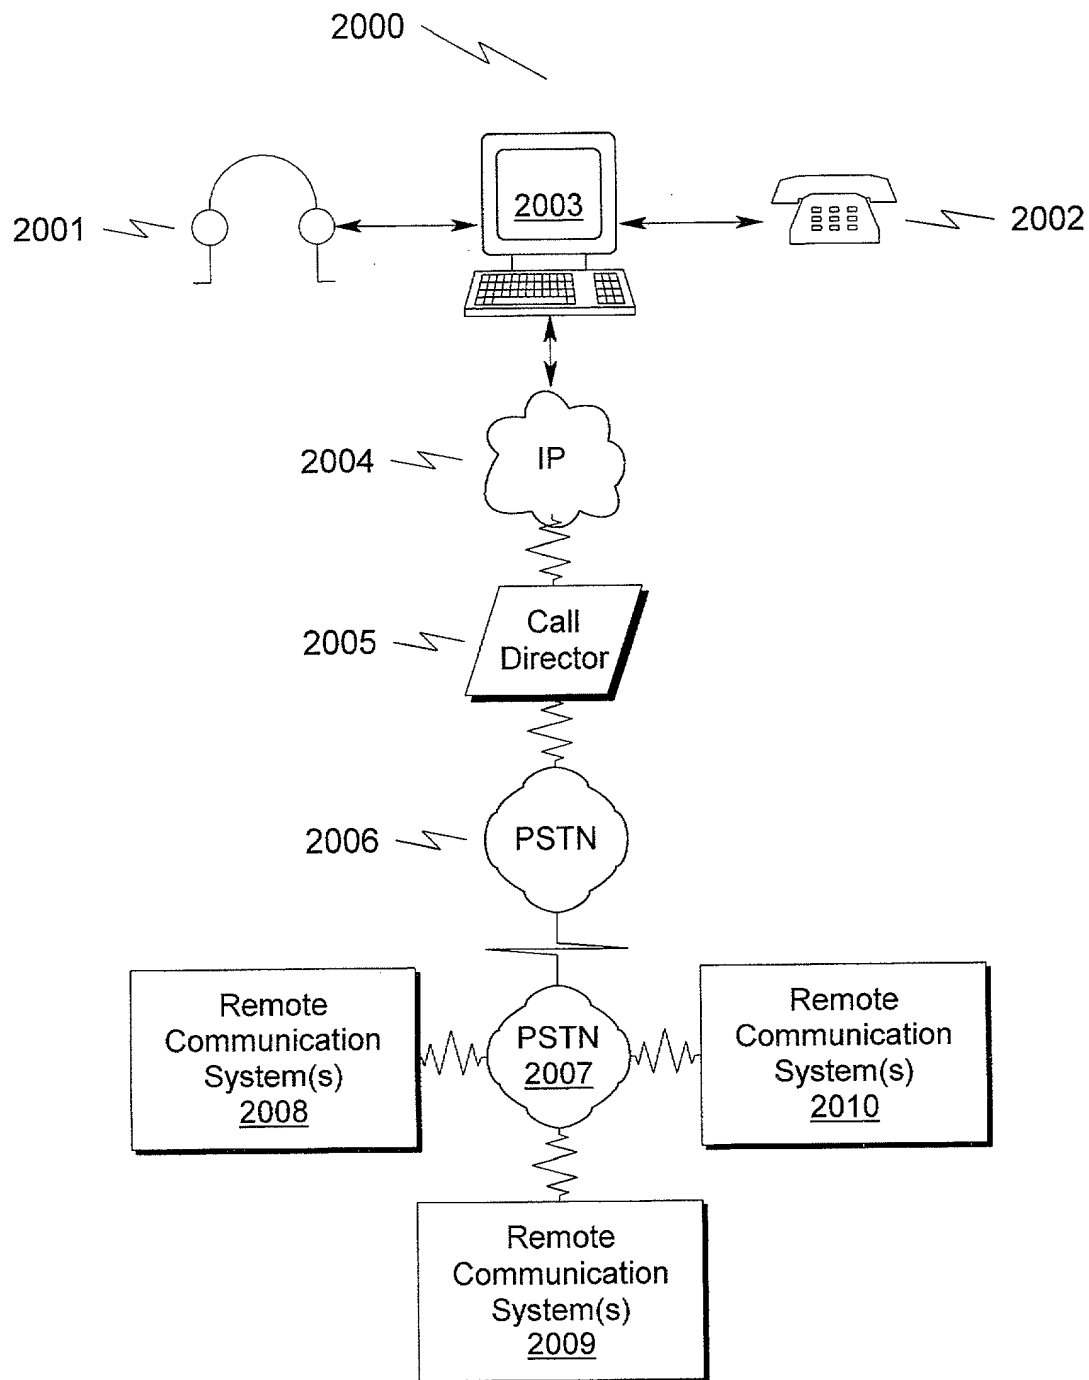 2000
2001
2003
2002
2004
IP
2005
Call
Director
2006
PSTN
Remote
Communication
System(s)
2008
PSTN
2007
Remote
Communication
System(s)
2010
Remote
Communication
System(s)
2009